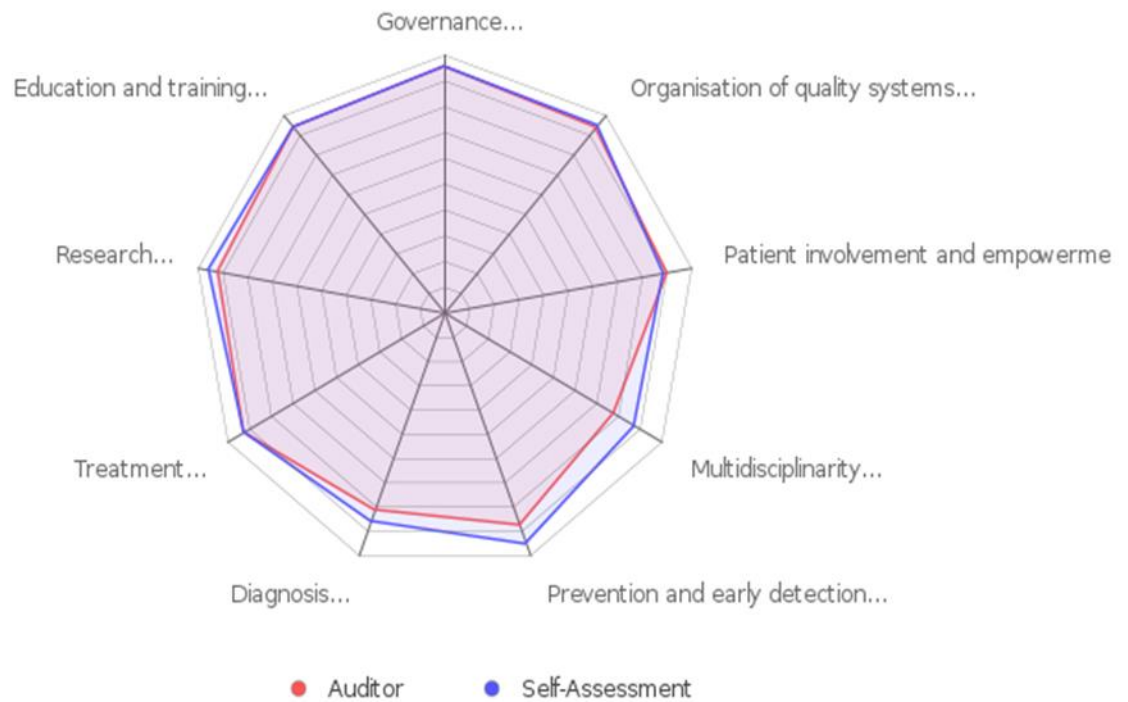 Governance...
Education and training...
Organisation of quality systems...
Research...
Patient involvement and empowerme
Treatment...
Multidisciplinarity...
Diagnosis...
Prevention and early detection...
Auditor
Self-Assessment